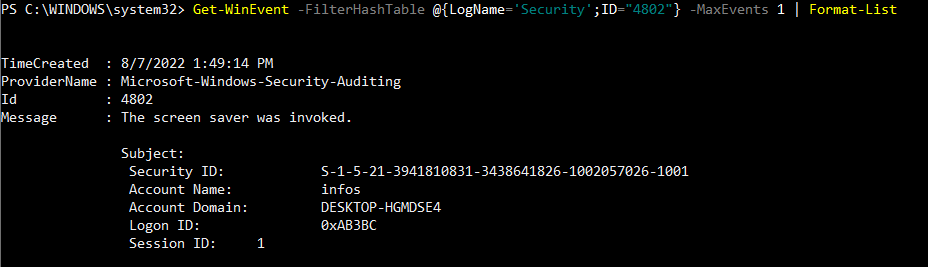 PS C:\WINDOWS\system32> Get-WinEvent -FilterHashTable @{LogName='Security';ID="4802"} -MaxEvents 1 | Format-List
TimeCreated  : 8/7/2022 1:49:14 PM
ProviderName : Microsoft-Windows-Security-Auditing
Id           : 4802
Message      : The screen saver was invoked.
Subject:
Security ID: S-1-5-21-3941810831-3438641826-1002057026-1001
Account Name: infos
Account Domain: DESKTOP-HGMDSE4
Logon ID: 0xAB3BC
Session ID: 1